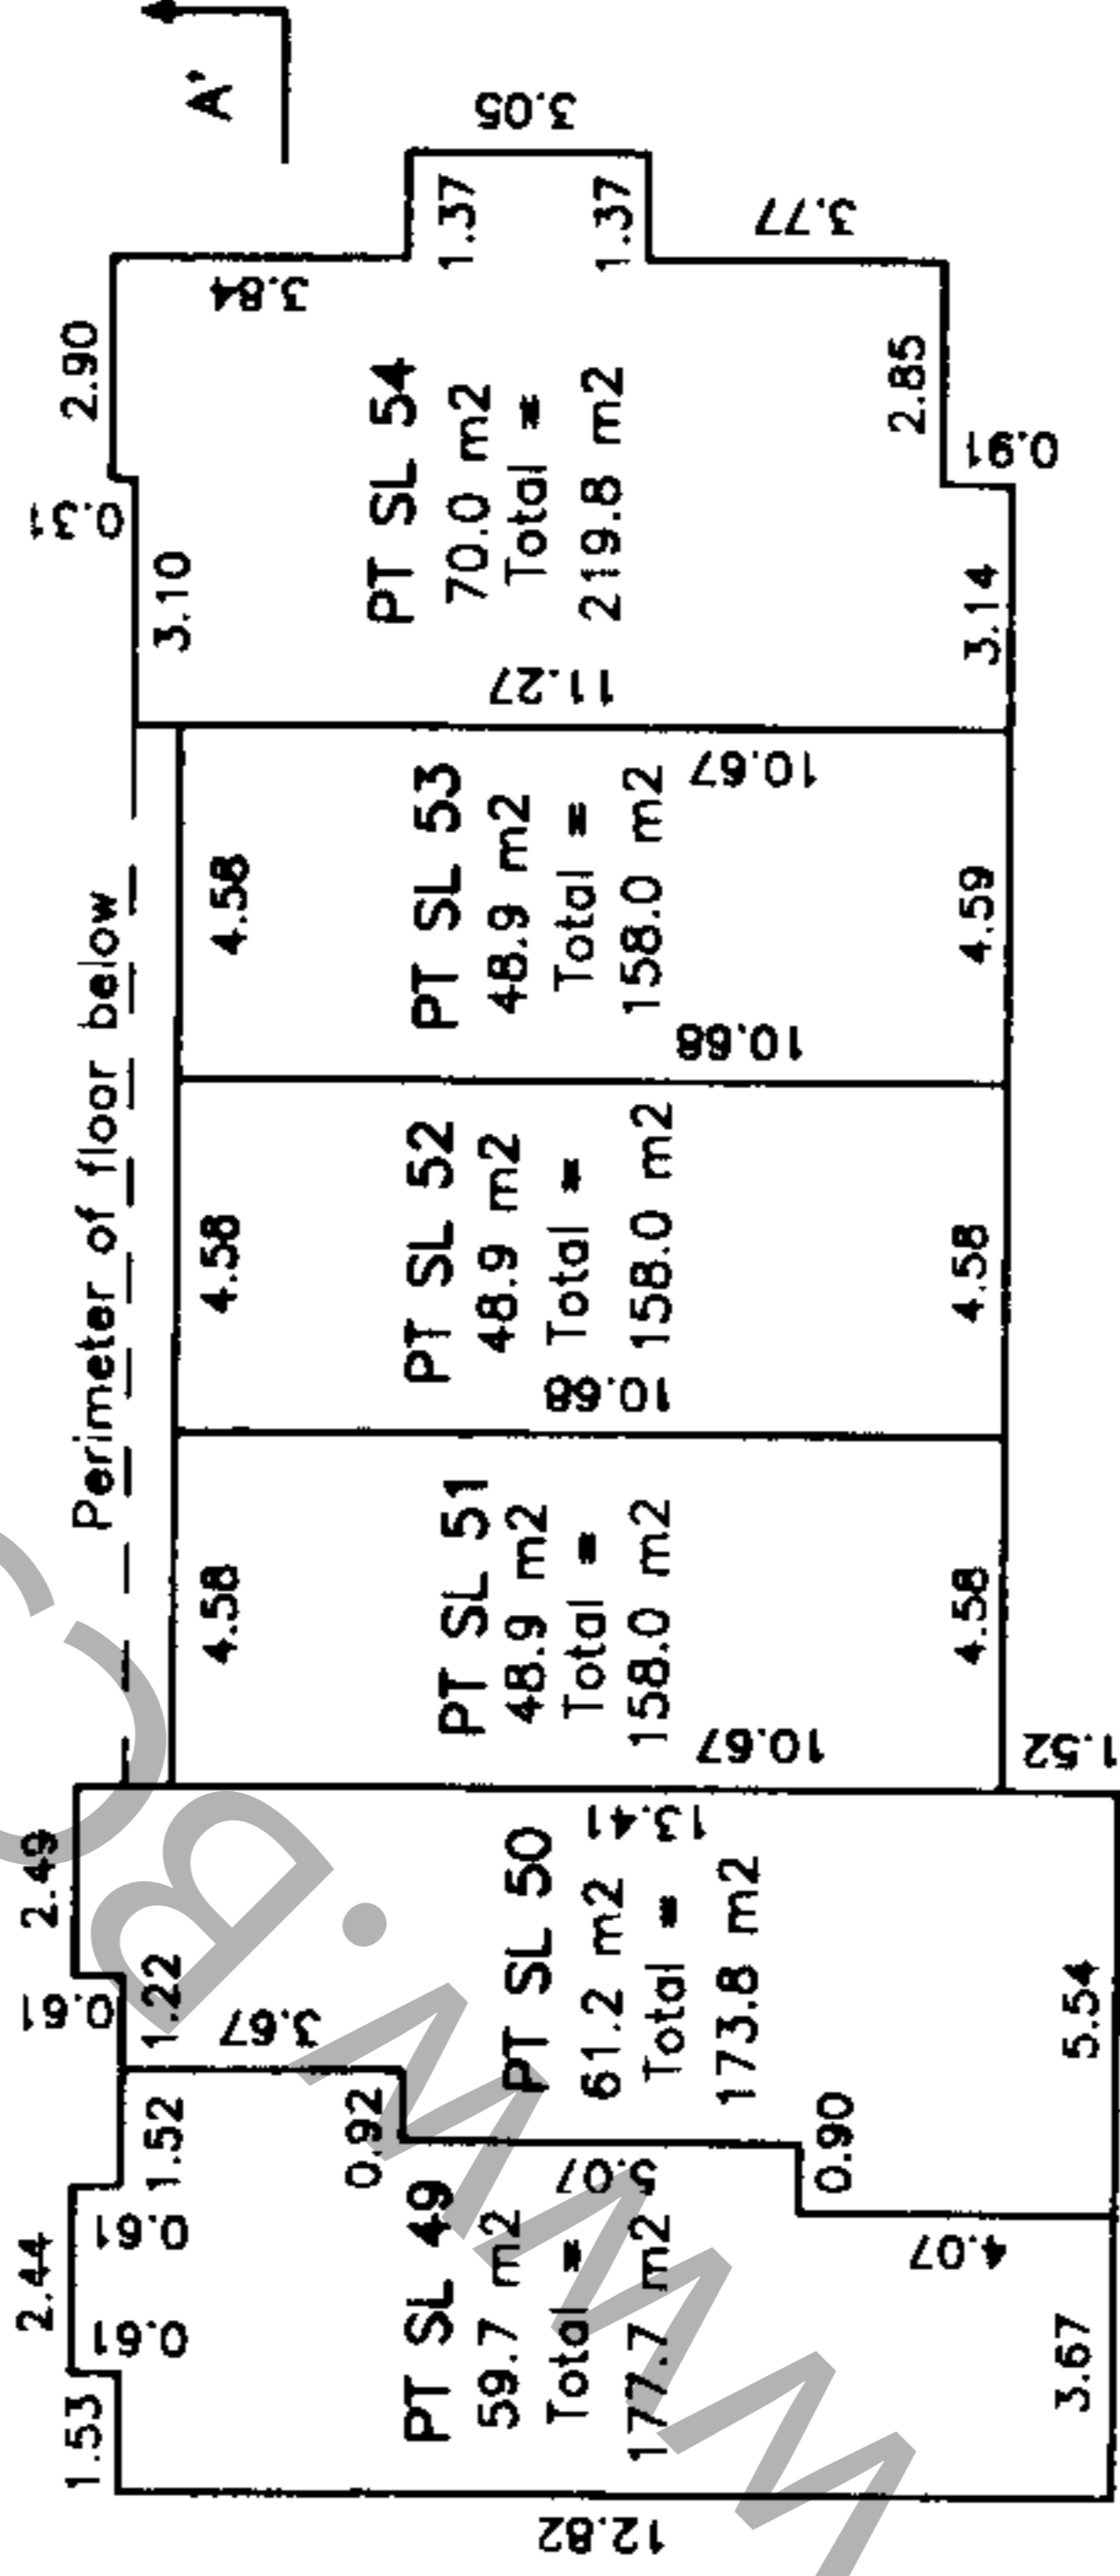 A'
3.05
1.37
1.37
3.77
3.84
2.90
0.31
3.10
PT SL 54
70.0 m2
Total =
219.8 m2
2.85
0.91
3.14
11.27
10.67
Perimeter of floor below
4.58
PT SL 53
48.9 m2
Total =
158.0 m2
4.59
10.68
4.58
PT SL 52
48.9 m2
Total =
158.0 m2
4.58
10.68
4.58
PT SL 51
48.9 m2
Total =
158.0 m2
4.58
10.67
1.52
13.41
2.49
0.61
1.22
3.67
PT SL 50
61.2 m2
Total =
173.8 m2
5.54
0.90
0.92
5.07
4.07
1.52
0.61
2.44
0.61
1.53
PT SL 49
59.7 m2
Total =
177.7 m2
3.67
12.82